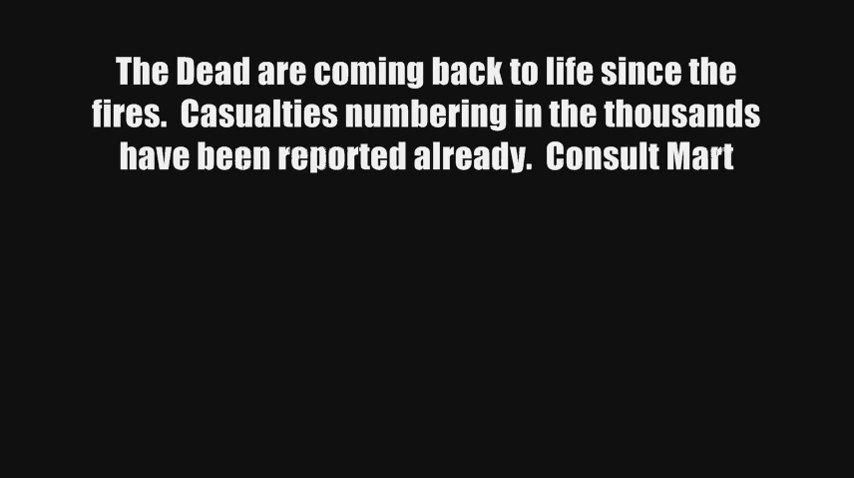 The Dead are coming back to life since the
fires.  Casualties numbering in the thousands
have been reported already.  Consult Mart